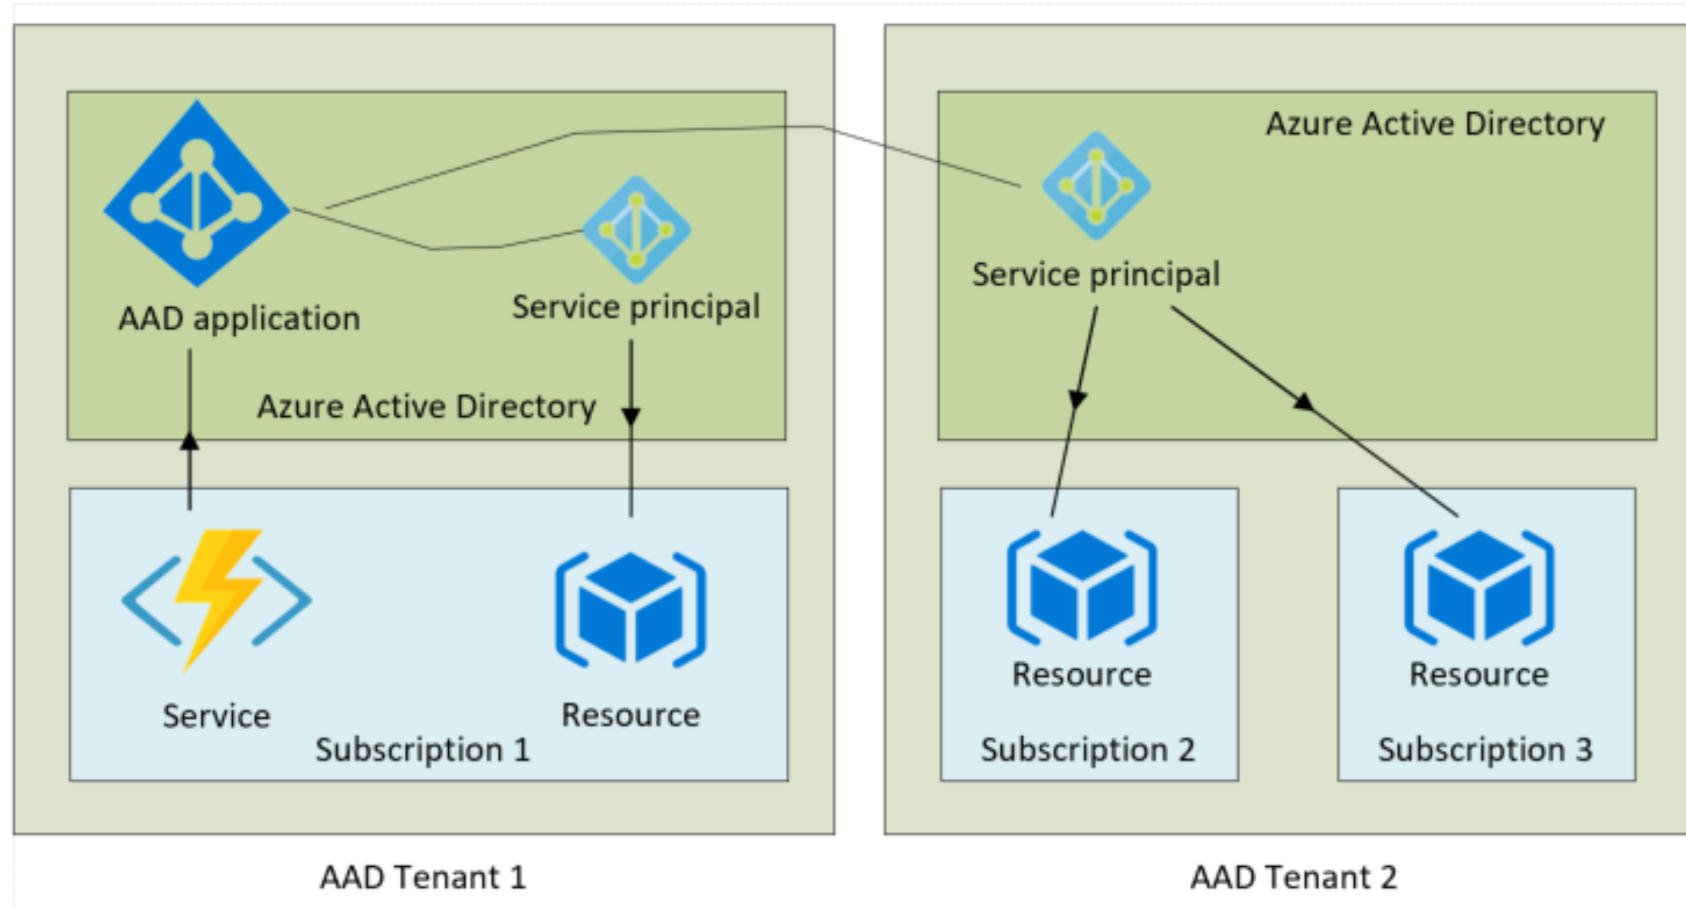 AAD application
Service principal
Azure Active Directory
Service
Resource
Subscription 1
AAD Tenant 1
Azure Active Directory
Service principal
Resource
Subscription 2
Resource
Subscription 3
AAD Tenant 2